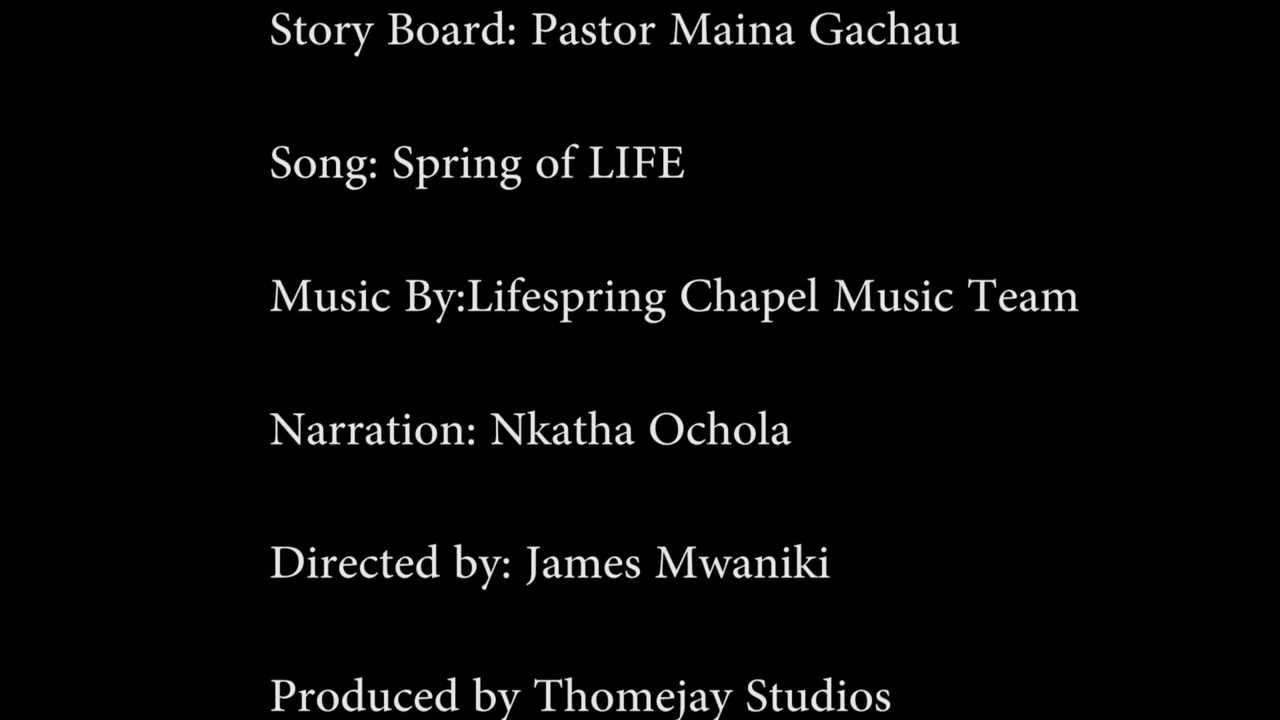 Story Board: Pastor Maina Gachau
Song: Spring of LIFE
Music By:Lifespring Chapel Music Team
Narration: Nkatha Ochola
Directed by: James Mwaniki
Produced by Thomejay Studios